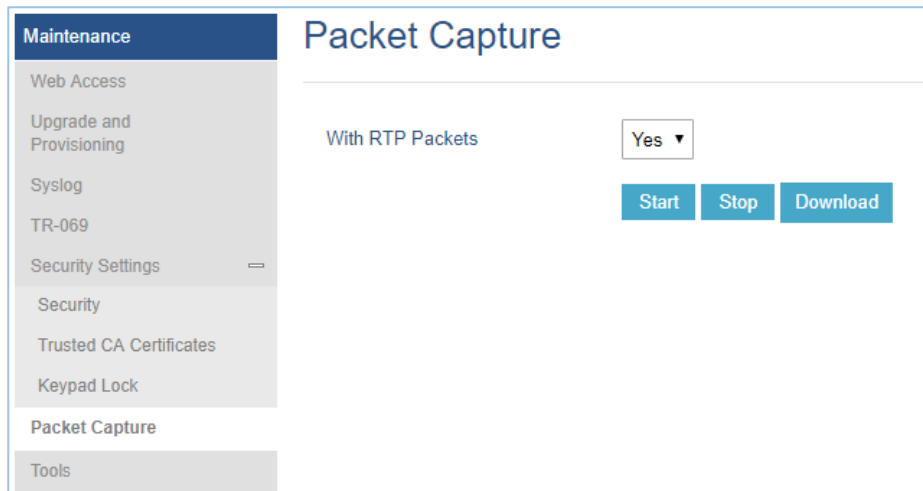 Maintenance
Web Access
Upgrade and
Provisioning
Syslog
TR-069
Security Settings
Security
Trusted CA Certificates
Keypad Lock
Packet Capture
Tools
Packet Capture
With RTP Packets
Yes
Start Stop Download